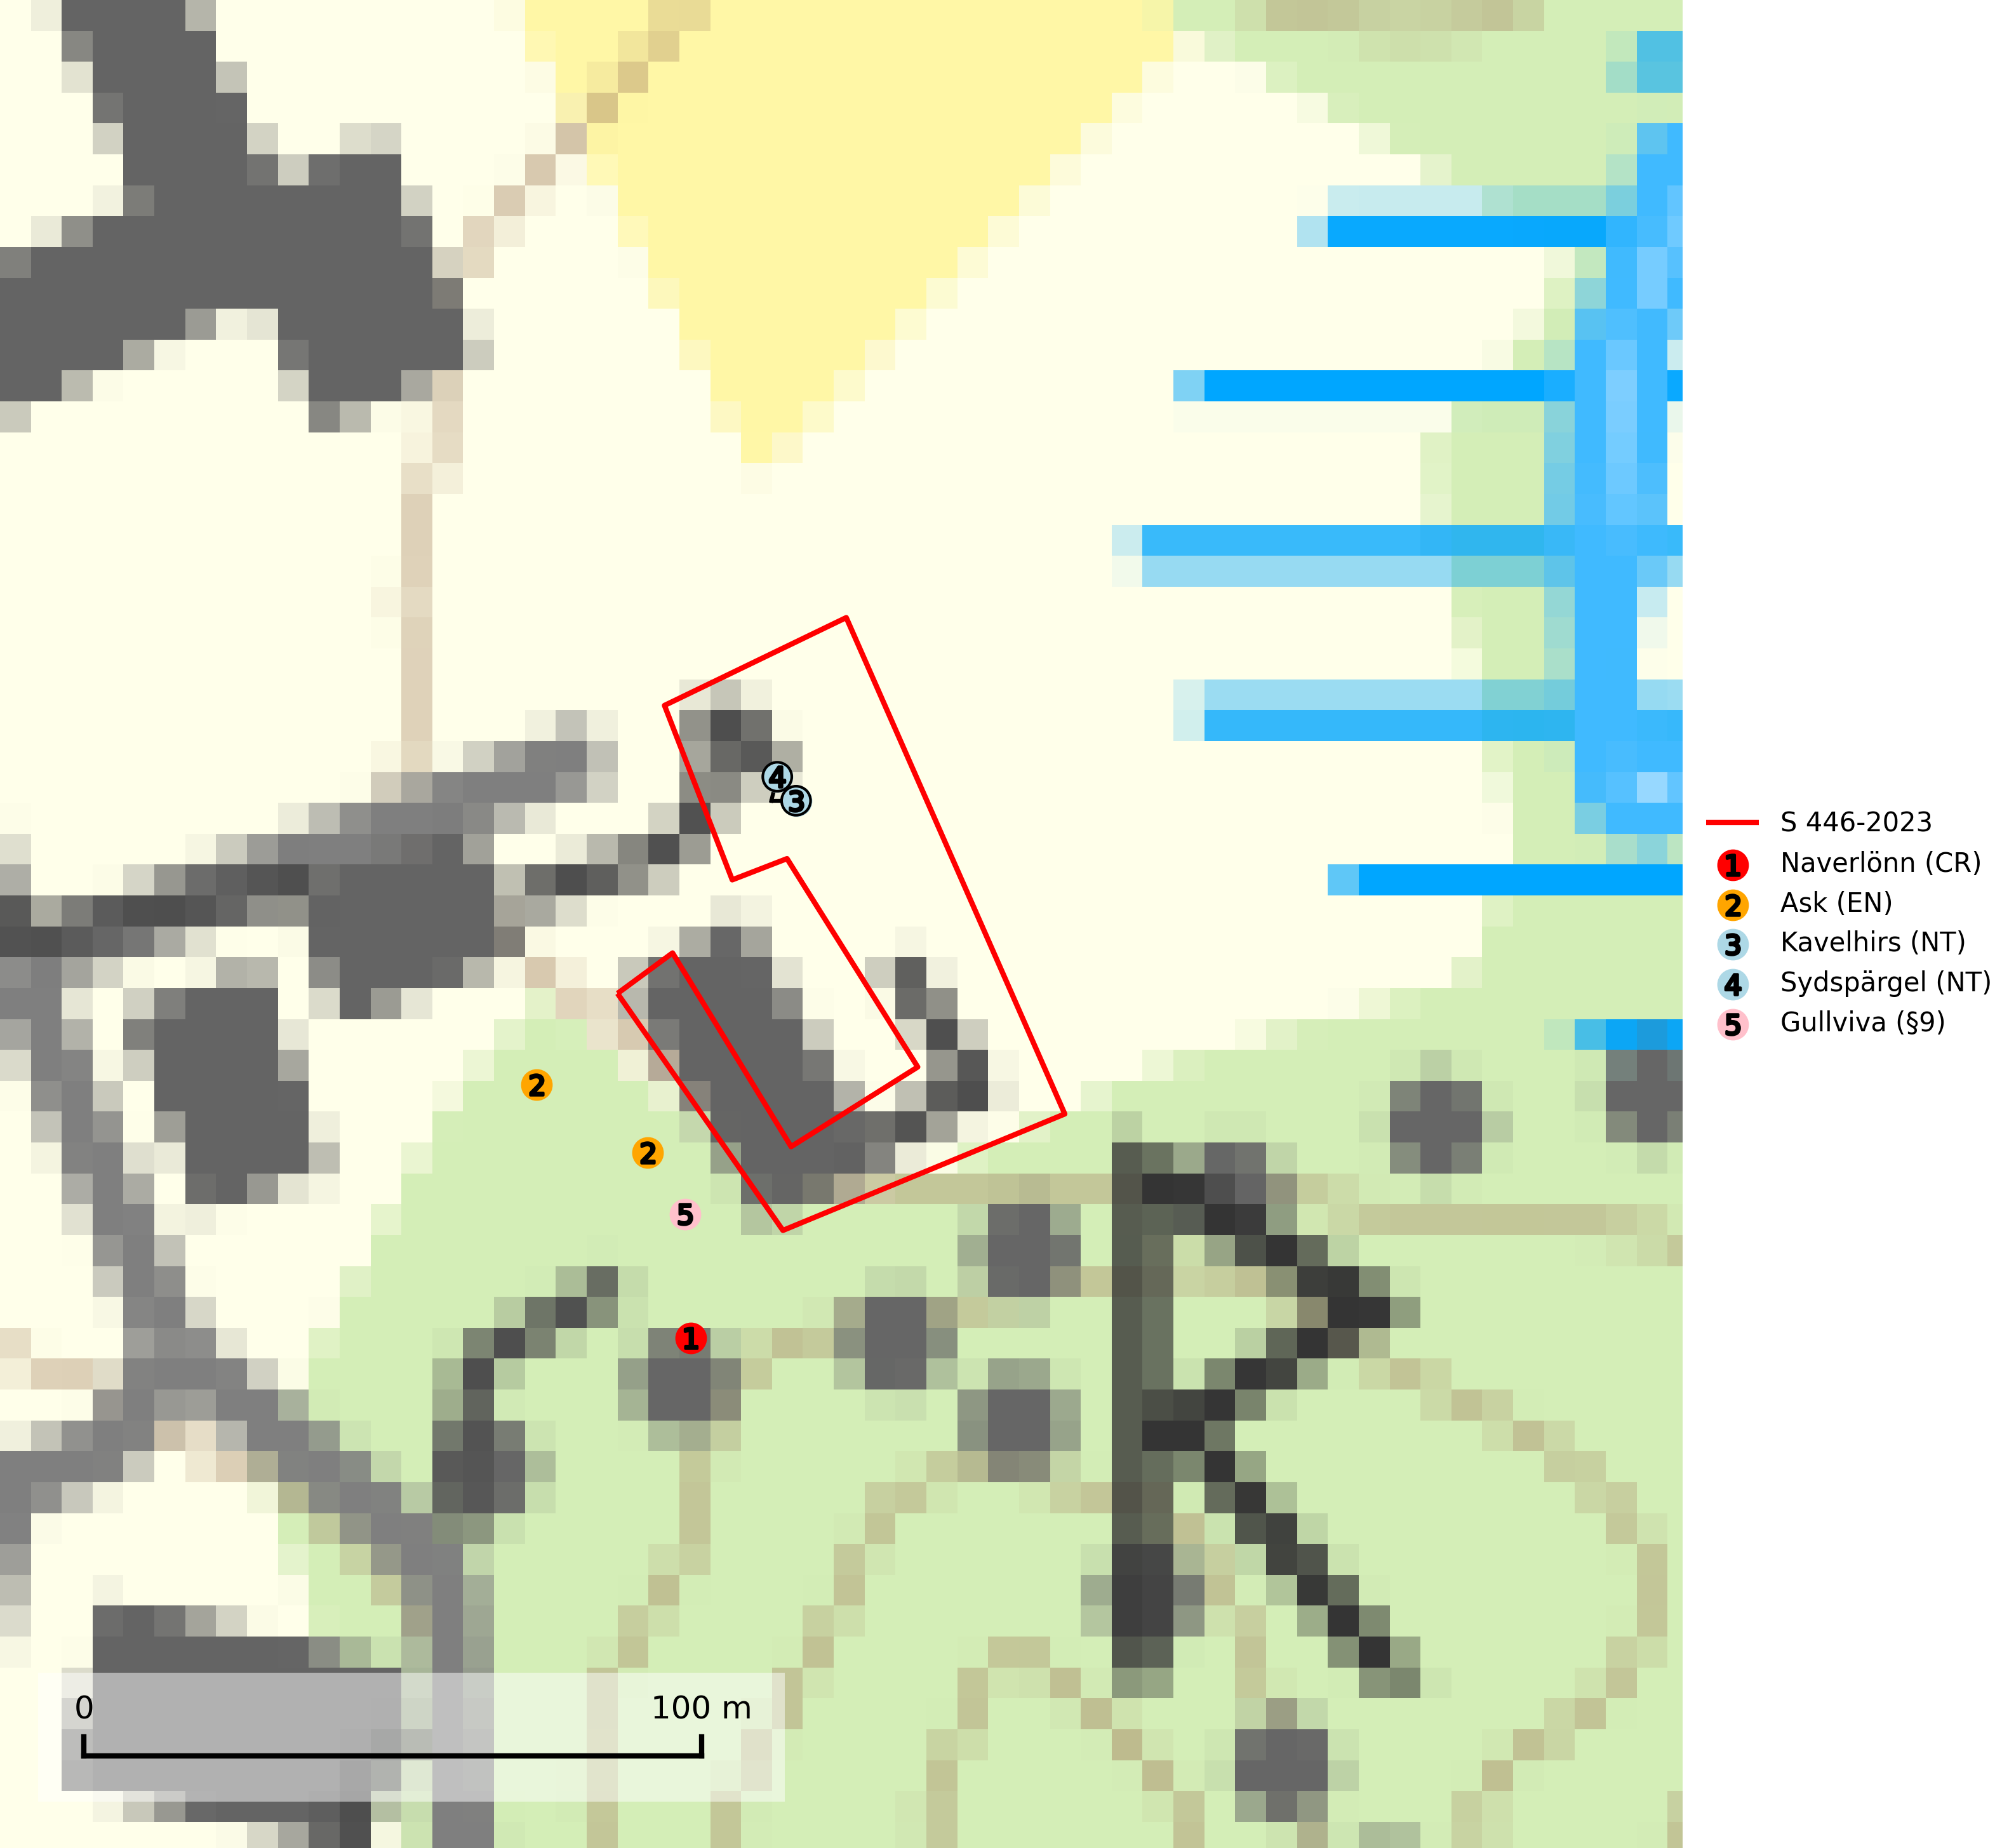 4
3
2
2
5
1
0 100 m
S 446-2023
1 Naverlönn (CR)
2 Ask (EN)
3 Kavelhirs (NT)
4 Sydspärgel (NT)
5 Gullviva (§9)